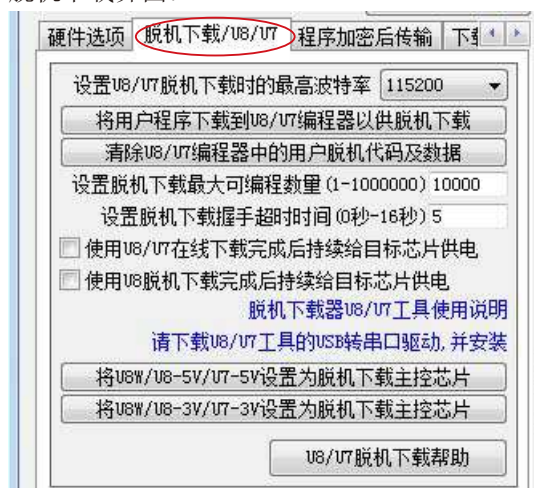 硬件选项 脱机下载/U8/U7 程序加密后传输
设置U8/U7脱机下载时的最高波特率 115200
将用户程序下载到U8/U7编程器以供脱机下载
清除U8/U7编程器中的用户脱机代码及数据
设置脱机下载最大可编程数量(1-1000000) 10000
设置脱机下载握手超时时间(0秒-16秒) 5
使用U8/U7在线下载完成后持续给目标芯片供电
使用U8脱机下载完成后持续给目标芯片供电
脱机下载器U8/U7工具使用说明
请下载U8/U7工具的USB转串口驱动,并安装
将U8W/U8-5V/U7-5V设置为脱机下载主控芯片
将U8W/U8-3V/U7-3V设置为脱机下载主控芯片
U8/U7脱机下载帮助